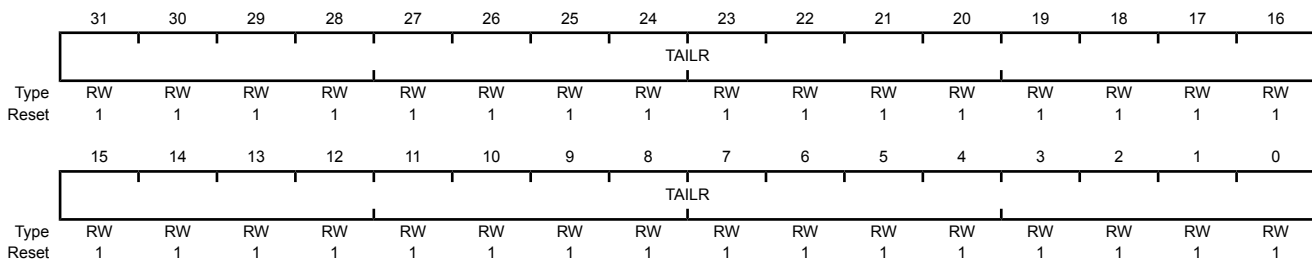 31 30 29 28 27 26 25 24 23 22 21 20 19 18 17 16
TAILR
Type RW RW RW RW RW RW RW RW RW RW RW RW RW RW RW RW
Reset 1 1 1 1 1 1 1 1 1 1 1 1 1 1 1 1
15 14 13 12 11 10 9 8 7 6 5 4 3 2 1 0
TAILR
Type RW RW RW RW RW RW RW RW RW RW RW RW RW RW RW RW
Reset 1 1 1 1 1 1 1 1 1 1 1 1 1 1 1 1